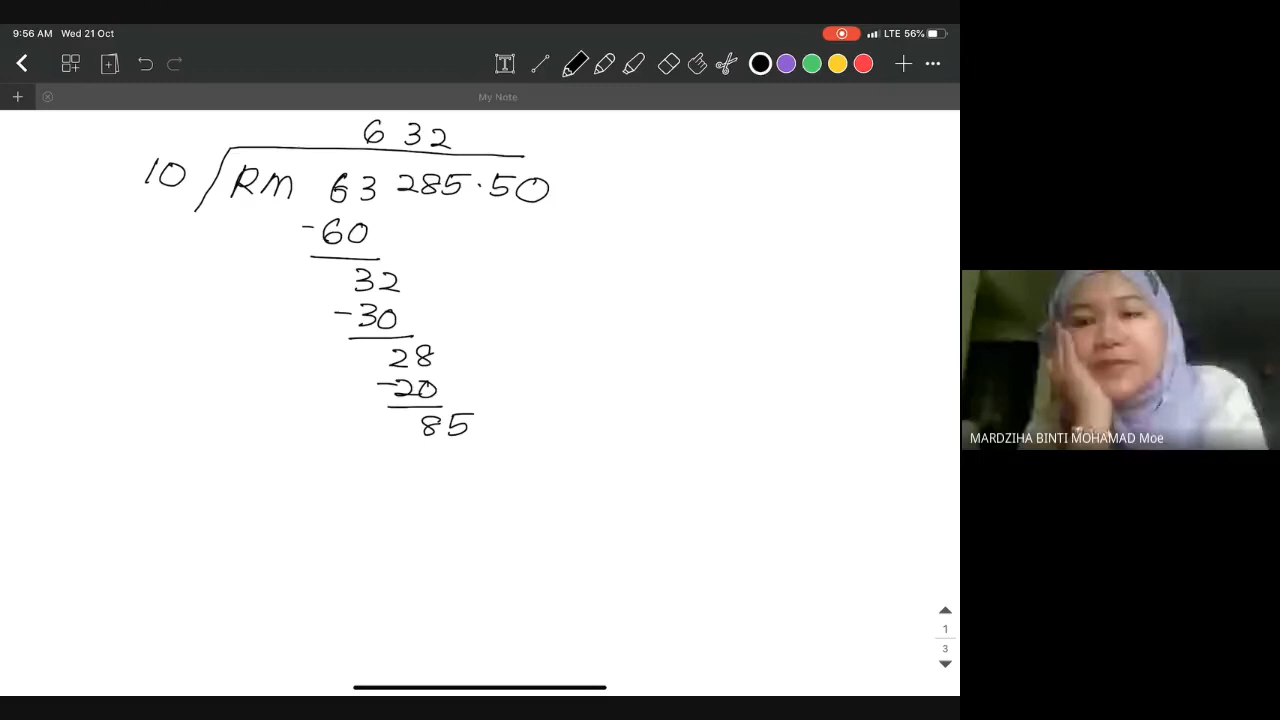 9:56 AM Wed 21 Oct
LTE 56%
My Note
6 32
10 RM 63 285.50
-60
32
-30
28
-20
85
MARDZIHA BINTI MOHAMAD Moe
1
3